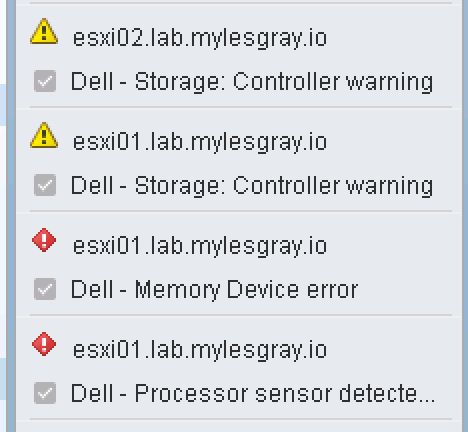 esxi02.lab.mylesgray.io
Dell - Storage: Controller warning
esxi01.lab.mylesgray.io
Dell - Storage: Controller warning
esxi01.lab.mylesgray.io
Dell - Memory Device error
esxi01.lab.mylesgray.io
Dell - Processor sensor detecte...